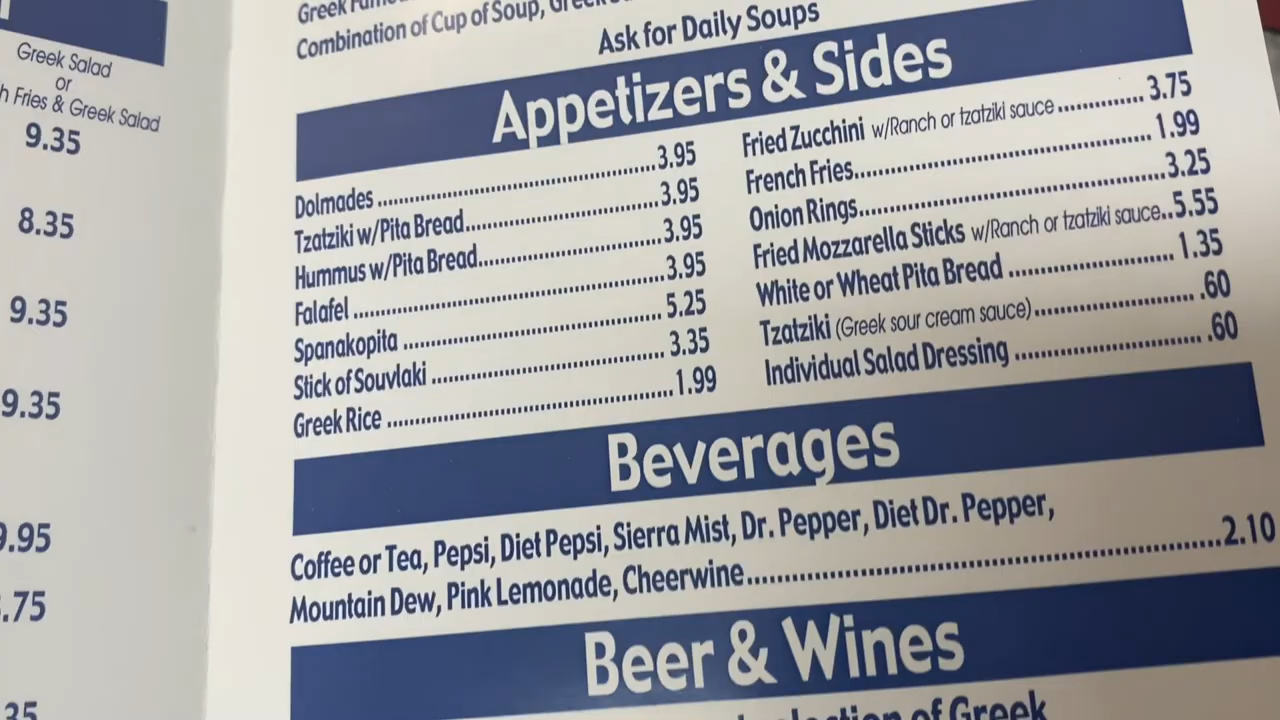 Greek Salad
or
Fries & Greek Salad
9.35
8.35
9.35
9.35
.75
Greek
Combination of Cup of Soup,
Ask for Daily Soups
Appetizers & Sides
Dolmades ........ 3.95
Tzatziki w/Pita Bread........ 3.95
Hummus w/Pita Bread........ 3.95
Falafel ........ 3.95
Spanakopita ........ 5.25
Stick of Souvlaki ........ 3.35
Greek Rice ........ 1.99
Fried Zucchini w/Ranch or tzatziki sauce ........ 3.75
French Fries........ 1.99
Onion Rings........ 3.25
Fried Mozzarella Sticks w/Ranch or tzatziki sauce..5.55
White or Wheat Pita Bread ........ 1.35
Tzatziki (Greek sour cream sauce)........ .60
Individual Salad Dressing ........ .60
Beverages
Coffee or Tea, Pepsi, Diet Pepsi, Sierra Mist, Dr. Pepper, Diet Dr. Pepper,
Mountain Dew, Pink Lemonade, Cheerwine........ 2.10
Beer & Wines
of Greek